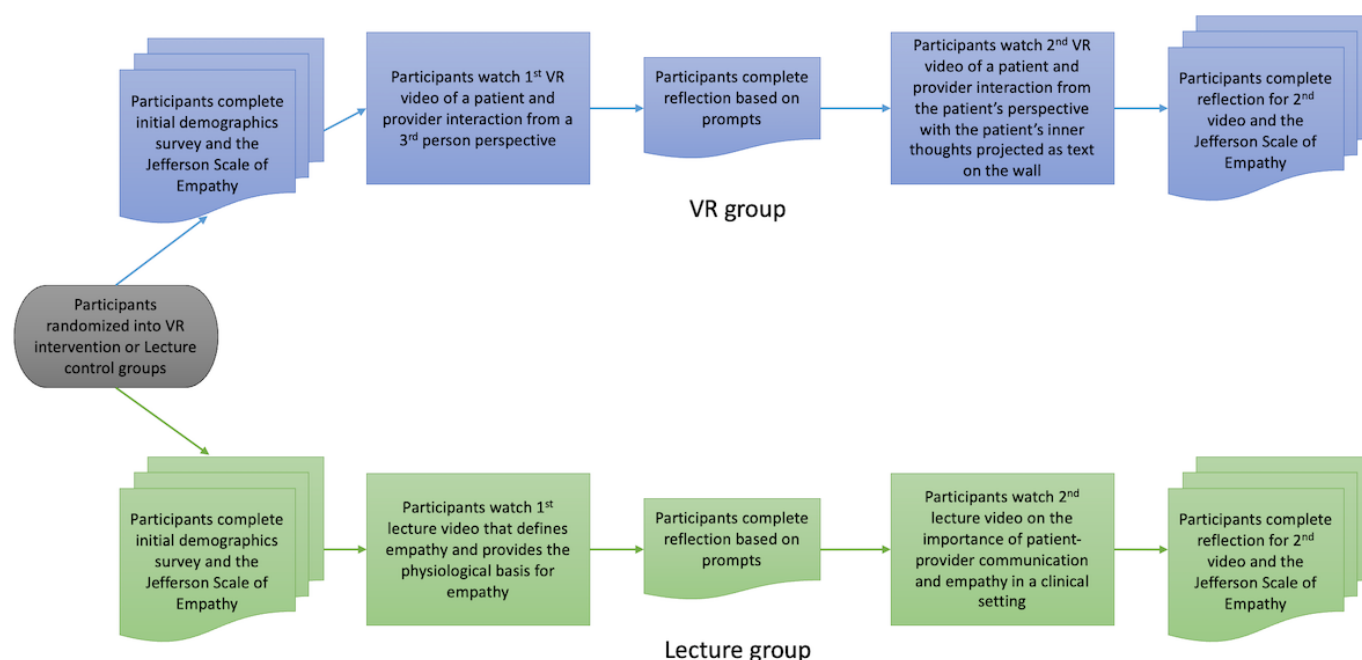 Participants complete
initial demographics
survey and the
Jefferson Scale of
Empathy
Participants watch 1st VR
video of a patient and
provider interaction from a
3rd person perspective
Participants complete
reflection based on
prompts
Participants watch 2nd VR
video of a patient and
provider interaction from
the patient’s perspective
with the patient’s inner
thoughts projected as text
on the wall
Participants complete
reflection for 2nd
video and the
Jefferson Scale of
Empathy
VR group
Participants
randomized into VR
intervention or Lecture
control groups
Participants complete
initial demographics
survey and the
Jefferson Scale of
Empathy
Participants watch 1st
lecture video that defines
empathy and provides the
physiological basis for
empathy
Participants complete
reflection based on
prompts
Participants watch 2nd
lecture video on the
importance of patient-
provider communication
and empathy in a clinical
setting
Participants complete
reflection for 2nd
video and the
Jefferson Scale of
Empathy
Lecture group